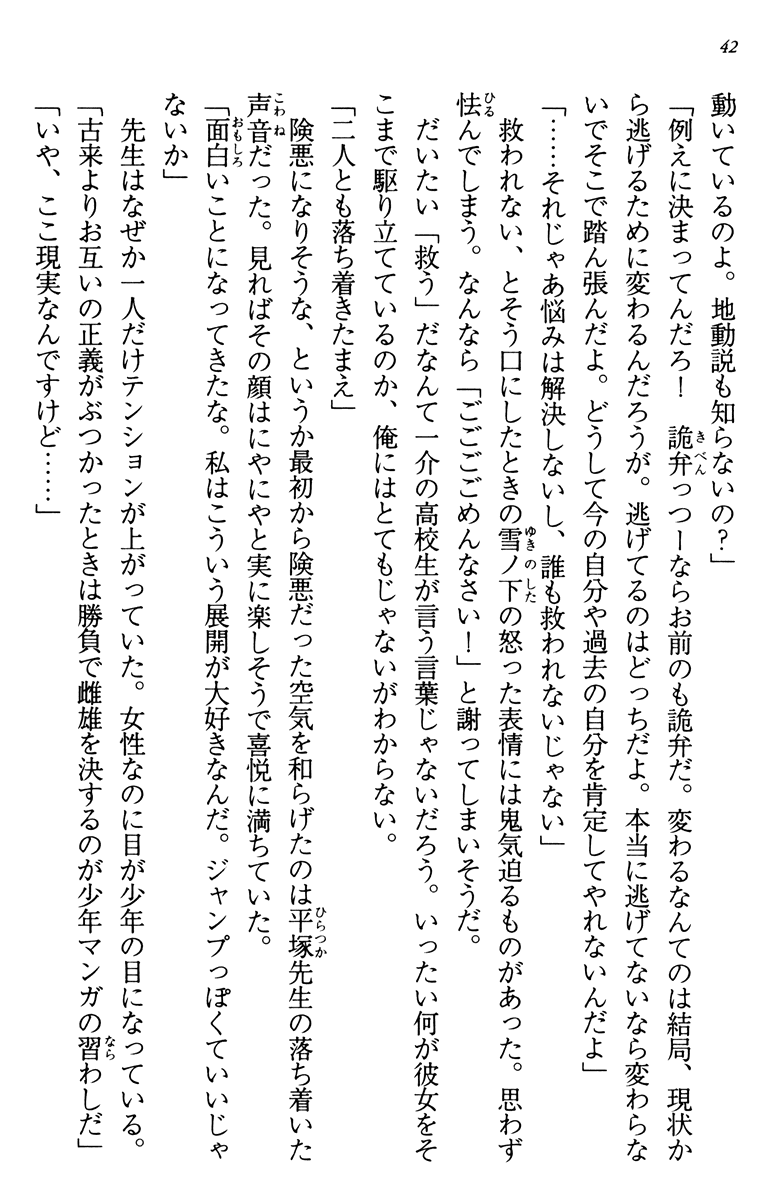 42
動いているのよ。地動説も知らないの？」
「例えに決まってんだろ！　詭弁っつーならお前のも詭弁だ。変わるなんてのは結局、現状か
ら逃げるために変わるんだろうが。逃げてるのはどっちだよ。本当に逃げてないなら変わらな
いでそこで踏ん張んだよ。どうして今の自分や過去の自分を肯定してやれないんだよ」
「……それじゃあ悩みは解決しないし、誰も救われないじゃない」
　救われない、とそう口にしたときの雪ノ下の怒った表情には鬼気迫るものがあった。思わず
怯んでしまう。なんなら「ごごごごめんなさい！」と謝ってしまいそうだ。
　だいたい「救う」だなんて一介の高校生が言う言葉じゃないだろう。いったい何が彼女をそ
こまで駆り立てているのか、俺にはとてもじゃないがわからない。
「二人とも落ち着きたまえ」
　険悪になりそうな、というか最初から険悪だった空気を和らげたのは平塚先生の落ち着いた
声音だった。見ればその顔はにやにやと実に楽しそうで喜悦に満ちていた。
「面白いことになってきたな。私はこういう展開が大好きなんだ。ジャンプっぽくていいじゃ
ないか」
　先生はなぜか一人だけテンションが上がっていた。女性なのに目が少年の目になっている。
「古来よりお互いの正義がぶつかったときは勝負で雌雄を決するのが少年マンガの習わしだ」
「いや、ここ現実なんですけど……」